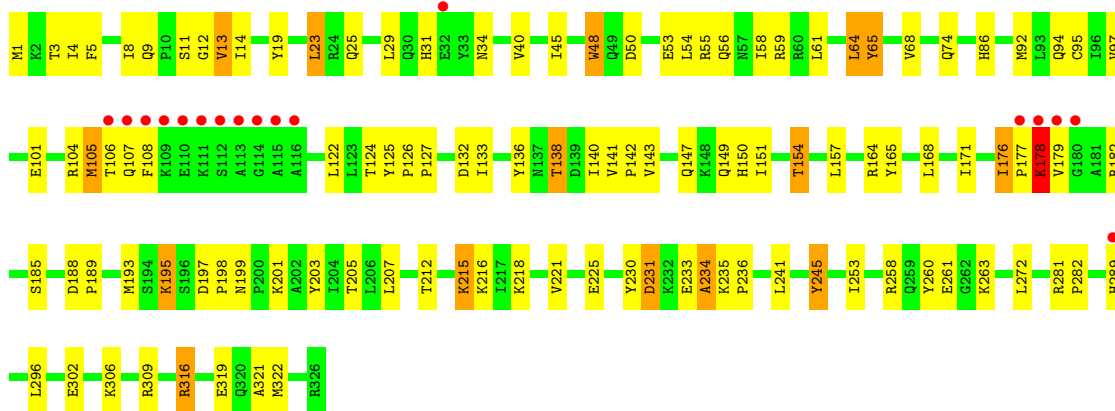 M1 K2 T3 I4 F5 I8 Q9 P10 S11 G12 V13 I14 Y19 L23 R24 Q25 L29 Q30 H31 E32 Y33 N34 V40 I45 W48 Q49 D50 E53 L54 R55 Q56 N57 I58 R59 R60 L61 L64 Y65 V68 Q74 H86 M92 L93 Q94 C95 I96 V97
E101 R104 M105 T106 Q107 F108 K109 E110 K111 S112 A113 G114 A115 A116 L122 L123 T124 Y125 P126 P127 D132 I133 Y136 N137 T138 D139 I140 V141 P142 V143 Q147 K148 Q149 H150 I151 T154 L157 R164 Y165 L168 I171 I176 P177 K178 V179 G180 A181 R182
S185 D188 P189 M193 S194 K195 S196 D197 P198 N199 P200 K201 A202 Y203 I204 T205 L206 L207 T212 K215 K216 I217 K218 V221 E225 Y230 D231 K232 E233 A234 K235 P236 L241 Y245 I253 R258 Q259 Y260 E261 G262 K263 L272 R281 P282 H289
L296 E302 K306 R309 R316 E319 Q320 A321 M322 R326